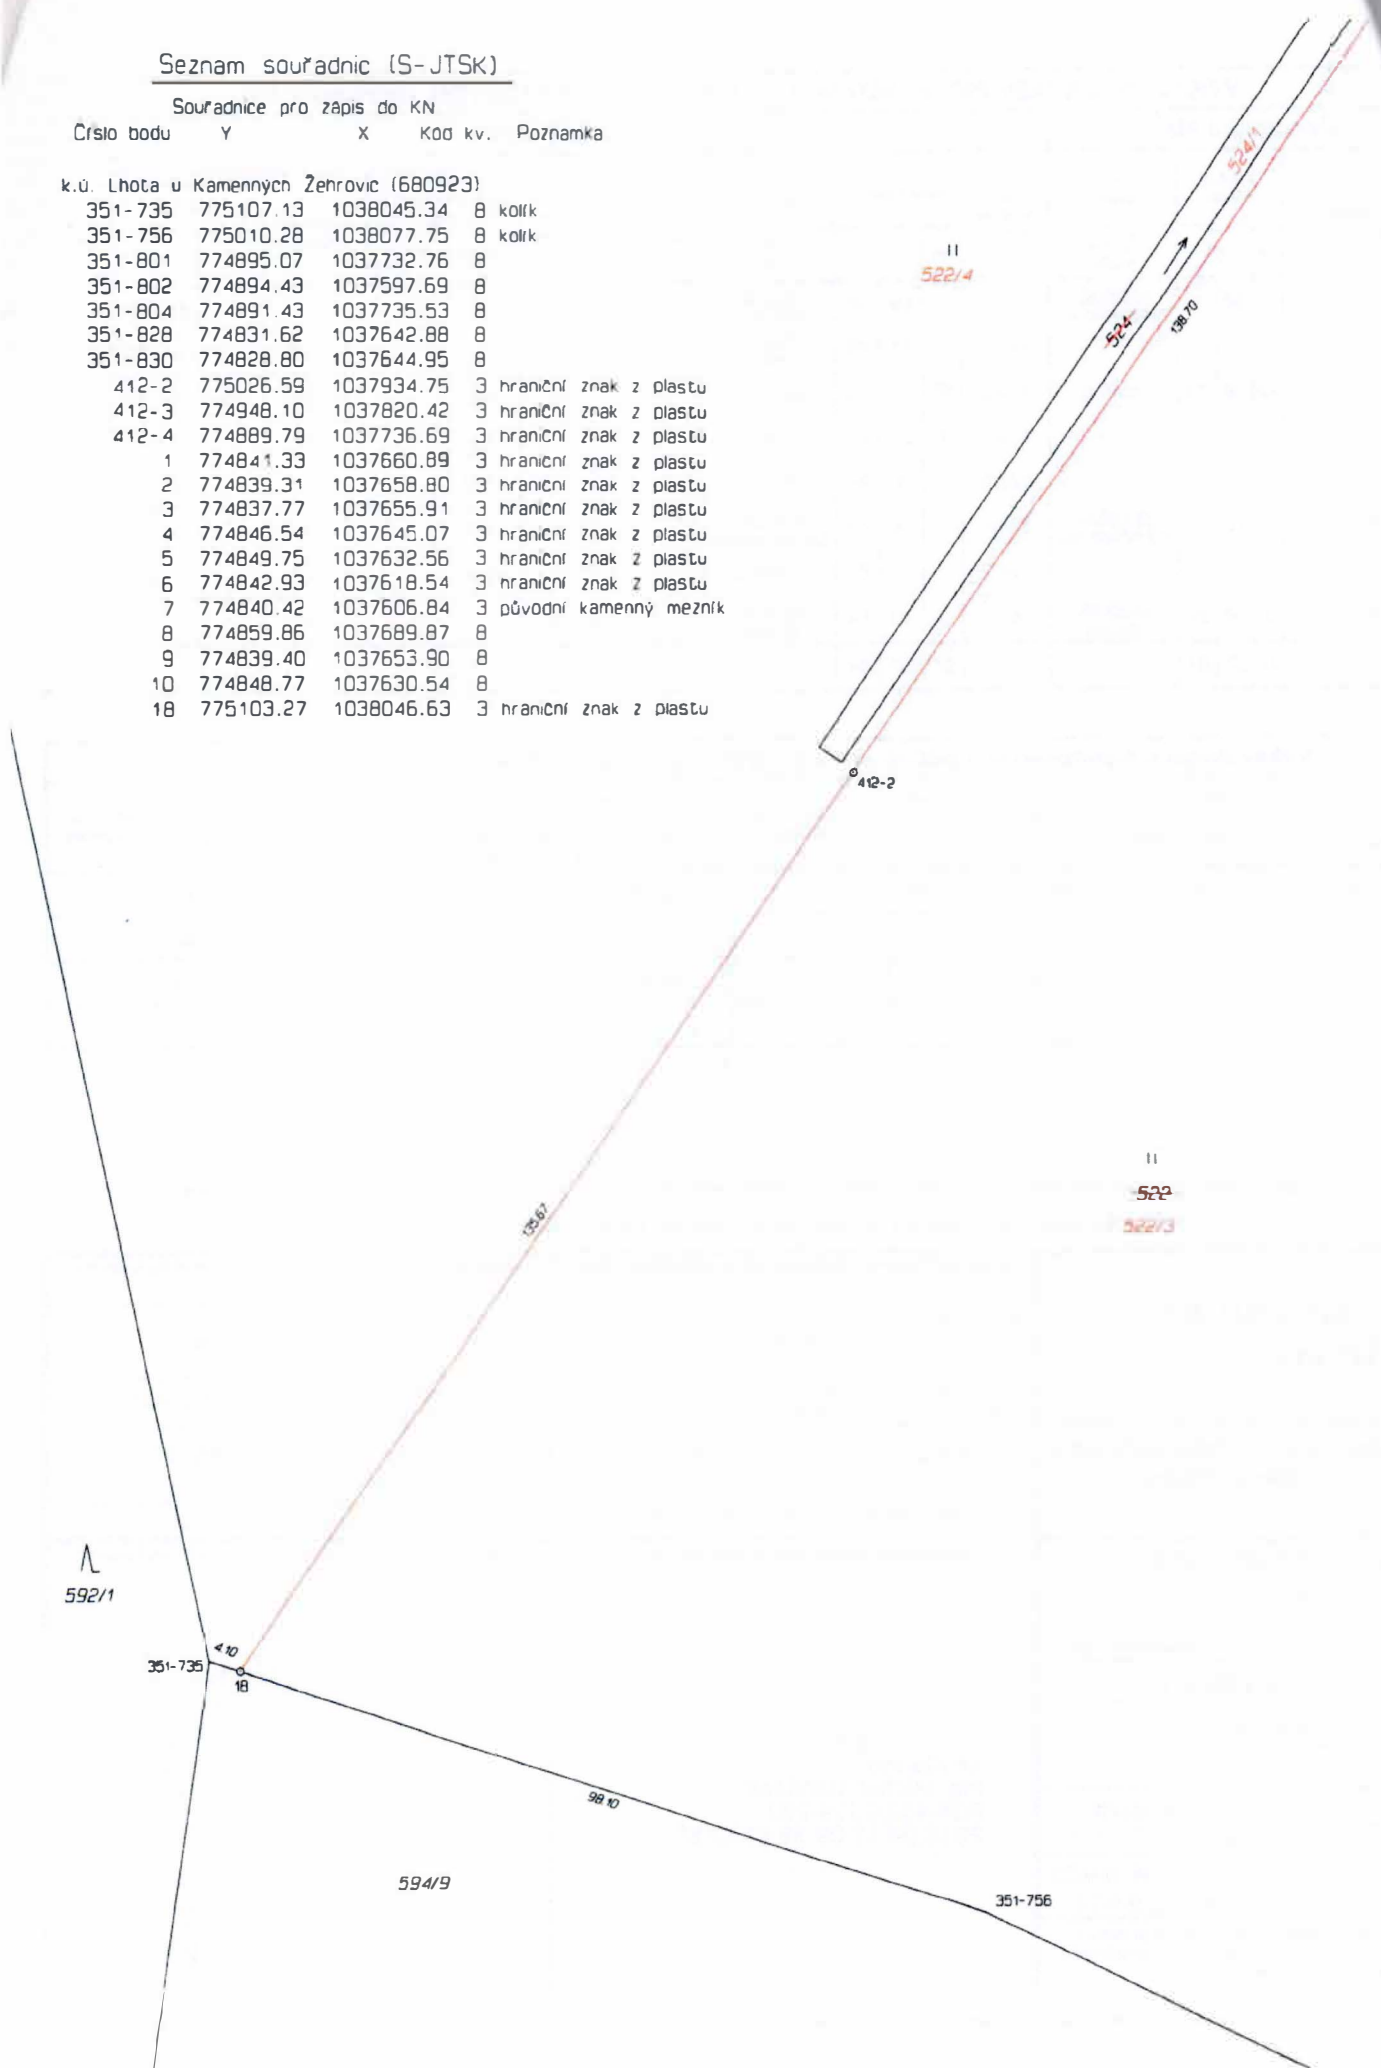 Seznam souřadnic (S-JTSK)
Souřadnice pro zápis do KN
Číslo bodu Y X Kód kv. Poznámka
k.ú. Lhota u Kamenných Žehrovic (680923)
351-735 775107.13 1038045.34 8 kolík
351-756 775010.28 1038077.75 8 kolík
351-801 774895.07 1037732.76 8
351-802 774894.43 1037597.69 8
351-804 774891.43 1037735.53 8
351-828 774831.62 1037642.88 8
351-830 774828.80 1037644.95 8
412-2 775026.59 1037934.75 3 hraniční znak z plastu
412-3 774948.10 1037820.42 3 hraniční znak z plastu
412-4 774889.79 1037736.69 3 hraniční znak z plastu
1 774841.33 1037660.89 3 hraniční znak z plastu
2 774839.31 1037658.80 3 hraniční znak z plastu
3 774837.77 1037655.91 3 hraniční znak z plastu
4 774846.54 1037645.07 3 hraniční znak z plastu
5 774849.75 1037632.56 3 hraniční znak z plastu
6 774842.93 1037618.54 3 hraniční znak z plastu
7 774840.42 1037606.84 3 původní kamenný mezník
8 774859.86 1037689.87 8
9 774839.40 1037653.90 8
10 774848.77 1037630.54 8
18 775103.27 1038046.63 3 hraniční znak z plastu
524/1
522/4
524
138.70
412-2
522
522/3
135.67
592/1
4.10
351-735
18
98.10
594/9
351-756